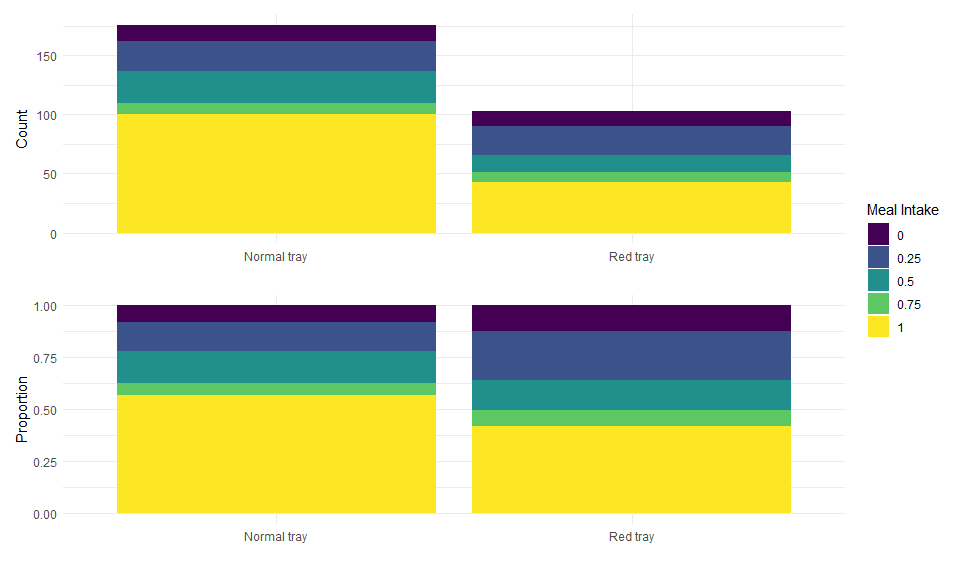 Count
150
100
50
0
Normal tray Red tray
Proportion
1.00
0.75
0.50
0.25
0.00
Normal tray Red tray
Meal Intake
0
0.25
0.5
0.75
1